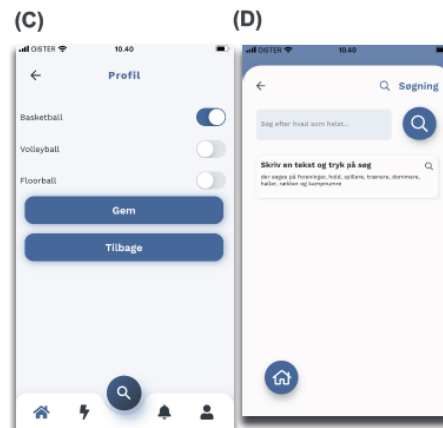 (C)
OISTER 10.40
Profil
Basketball
Volleyball
Floorball
Gem
Tilbage
(D)
OISTER 10.40
Søgning
Søg efter hvad som helst...
Skriv en tekst og tryk på søg
der søges på foreninger, hold, spillere, trænere, dommere,
haller, rækker og kampnumre